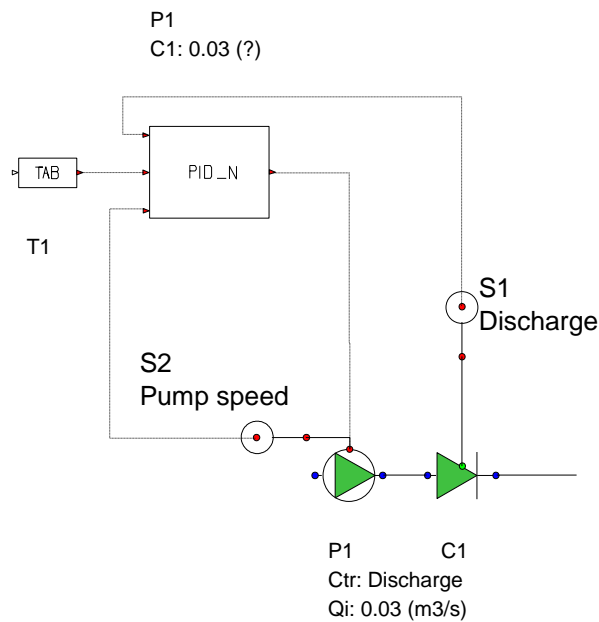 P1
C1: 0.03 (?)
TAB
PID_N
T1
S1
Discharge
S2
Pump speed
P1 C1
Ctr: Discharge
Qi: 0.03 (m3/s)